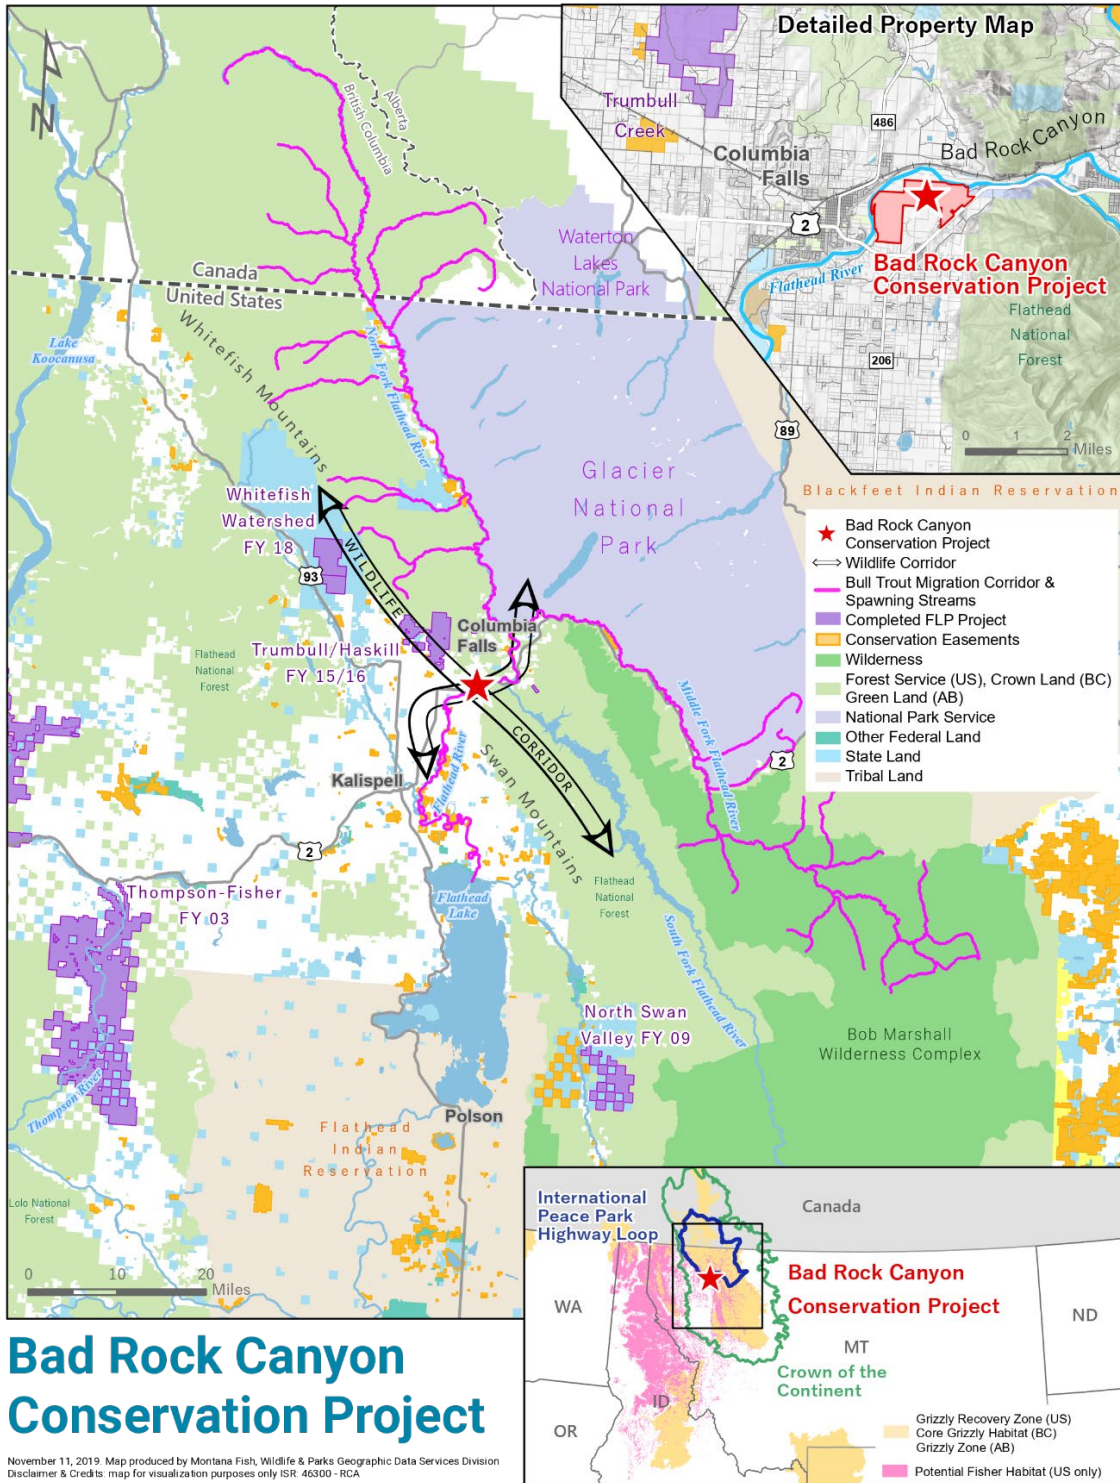 Detailed Property Map
Trumbull
Creek
486
Bad Rock Canyon
Columbia
Falls
2
Flathead River
Bad Rock Canyon
Conservation Project
Flathead
National
Forest
206
0 1 2
Miles
N
Alberta
British Columbia
Waterton
Lakes
National Park
Canada
United States
Lake
Koocanusa
Whitefish Mountains
North Fork Flathead River
89
Glacier
National
Park
Blackfeet Indian Reservation
Whitefish
Watershed
FY 18
93
WILDLIFE
Columbia
Falls
Trumbull/Haskill
FY 15/16
Flathead
National
Forest
Middle Fork Flathead River
2
CORRIDOR
Swan Mountains
Flathead River
Kalispell
2
Thompson-Fisher
FY 03
Flathead
Lake
Flathead
National
Forest
South Fork Flathead River
North Swan
Valley FY 09
Bob Marshall
Wilderness Complex
Thompson River
Polson
Flathead
Indian
Reservation
Lolo National
Forest
0 10 20
Miles
Bad Rock Canyon
Conservation Project
Wildlife Corridor
Bull Trout Migration Corridor &
Spawning Streams
Completed FLP Project
Conservation Easements
Wilderness
Forest Service (US), Crown Land (BC)
Green Land (AB)
National Park Service
Other Federal Land
State Land
Tribal Land
International
Peace Park
Highway Loop
Canada
Bad Rock Canyon
Conservation Project
WA
ND
MT
Crown of the
Continent
ID
OR
Grizzly Recovery Zone (US)
Core Grizzly Habitat (BC)
Grizzly Zone (AB)
Potential Fisher Habitat (US only)
Bad Rock Canyon
Conservation Project
November 11, 2019. Map produced by Montana Fish, Wildlife & Parks Geographic Data Services Division
Disclaimer & Credits: map for visualization purposes only ISR: 46300 - RCA